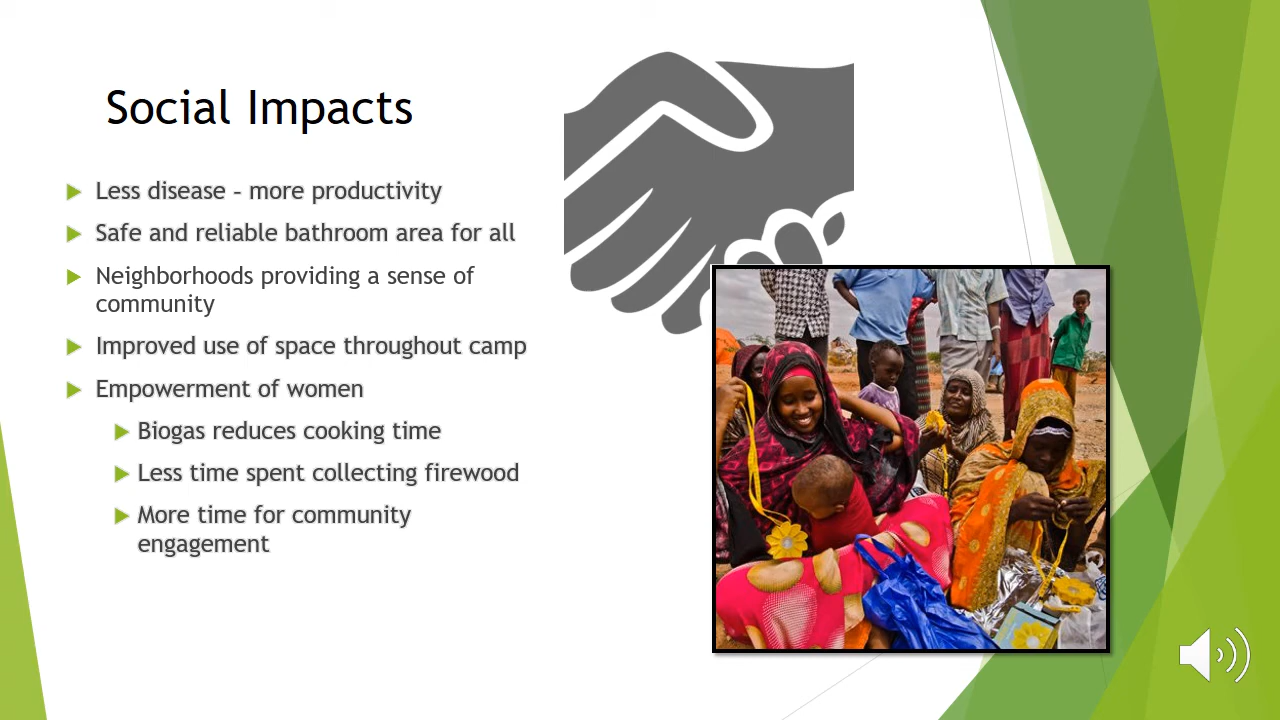 Social Impacts
Less disease – more productivity
Safe and reliable bathroom area for all
Neighborhoods providing a sense of
community
Improved use of space throughout camp
Empowerment of women
Biogas reduces cooking time
Less time spent collecting firewood
More time for community
engagement